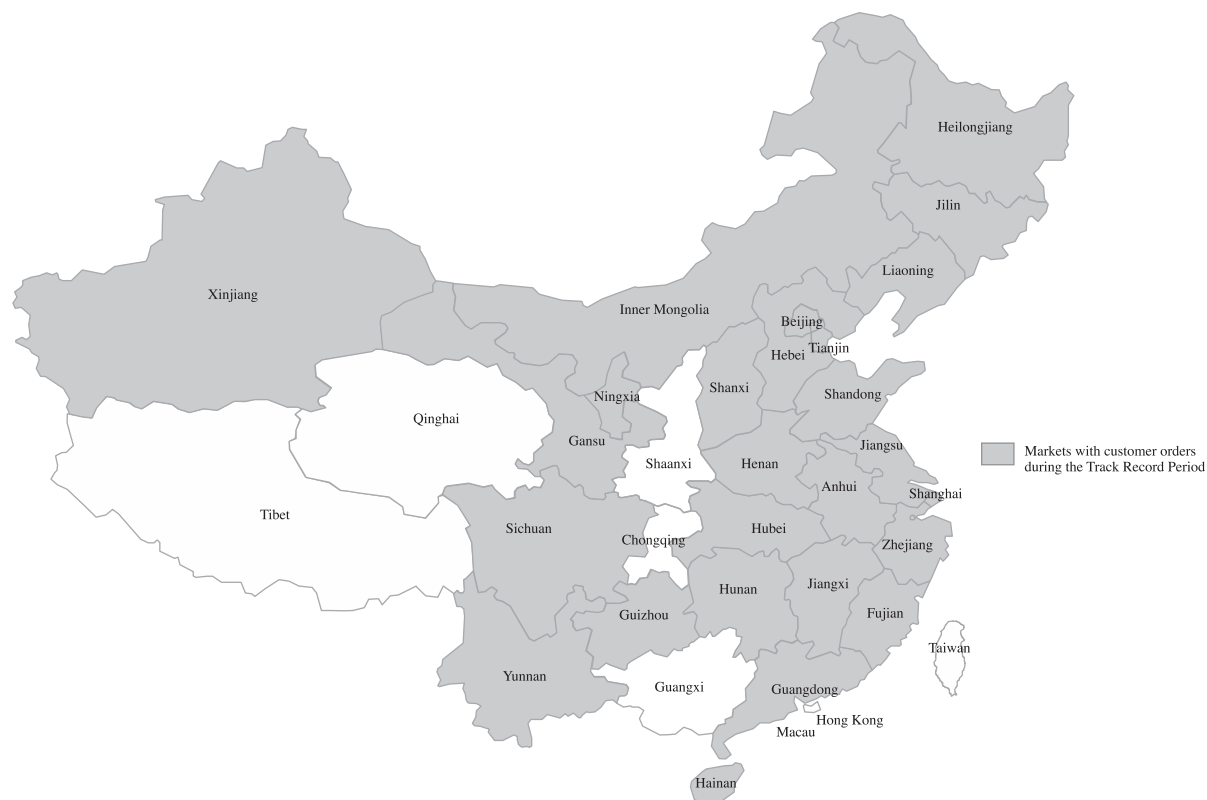 Heilongjiang
Jilin
Liaoning
Xinjiang
Inner Mongolia
Beijing
Tianjin
Hebei
Shanxi
Shandong
Ningxia
Qinghai
Gansu
Jiangsu
Shaanxi
Henan
Markets with customer orders
during the Track Record Period
Anhui
Shanghai
Tibet
Sichuan
Hubei
Chongqing
Zhejiang
Jiangxi
Hunan
Guizhou
Fujian
Taiwan
Yunnan
Guangxi
Guangdong
Hong Kong
Macau
Hainan